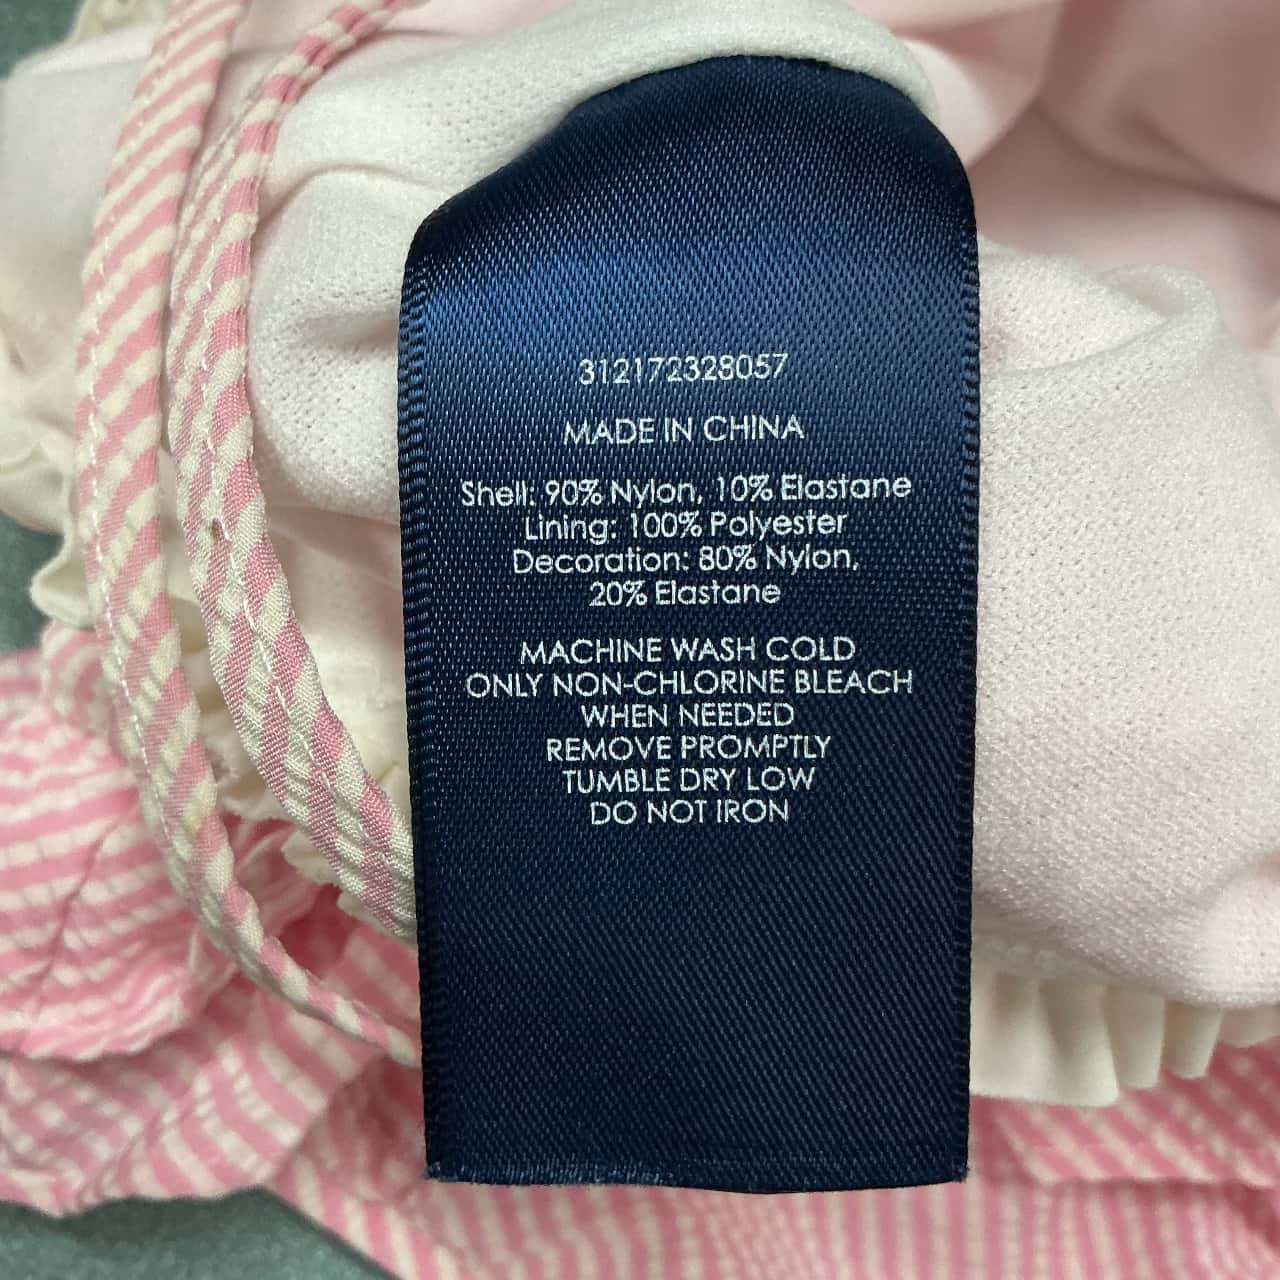 312172328057
MADE IN CHINA
Shell: 90% Nylon, 10% Elastane
Lining: 100% Polyester
Decoration: 80% Nylon,
20% Elastane
MACHINE WASH COLD
ONLY NON-CHLORINE BLEACH
WHEN NEEDED
REMOVE PROMPTLY
TUMBLE DRY LOW
DO NOT IRON